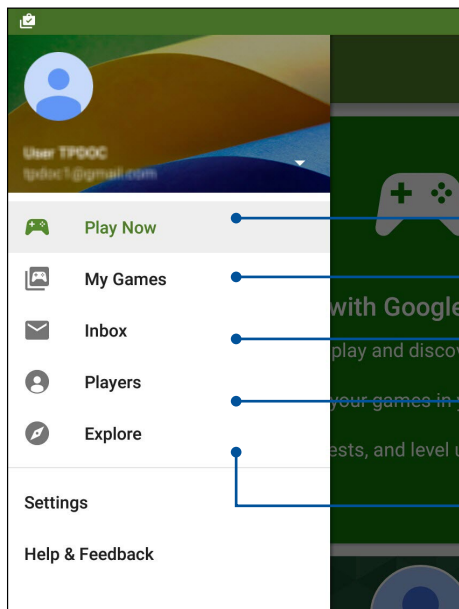 User TPDOC
tpdoc1@gmail.com
Play Now
My Games
Inbox
Players
Explore
Settings
Help & Feedback
with Google
play and discov
your games in y
ests, and level u